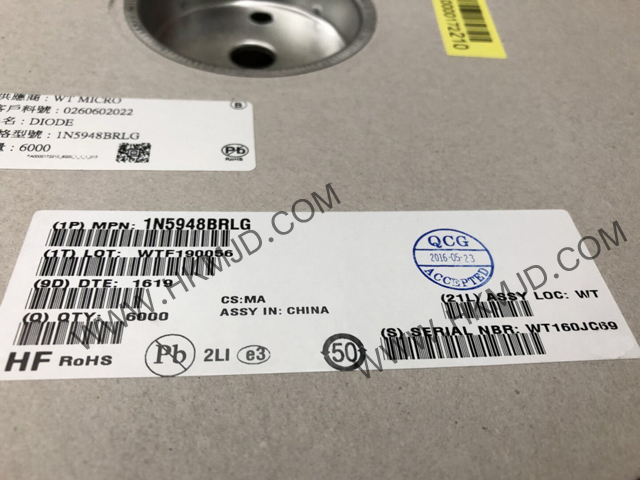 0000172210
供應商：WT MICRO
客戶料號：0260602022
名：DIODE
格型號：1N5948BRLG
量：6000
B
Pb
RoHS
(1P) MPN: 1N5948BRLG
(1T) LOT: WTF190056
(9D) DTE: 1619
(Q) QTY: 6000
CS:MA
ASSY IN: CHINA
QCG
2016-05-23
ACCEPTED
(21L) ASSY LOC: WT
(S) SERIAL NBR: WT160JC69
HF RoHS
Pb
2LI
e3
50
WWW.HKMJD.COM
WWW.HKMJD.COM